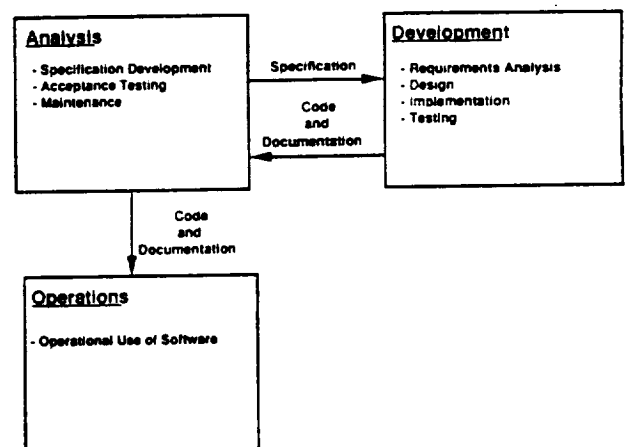 Analysis
- Specification Development
- Acceptance Testing
- Maintenance
Specification
Code
and
Documentation
Development
- Requirements Analysis
- Design
- Implementation
- Testing
Code
and
Documentation
Operations
- Operational Use of Software